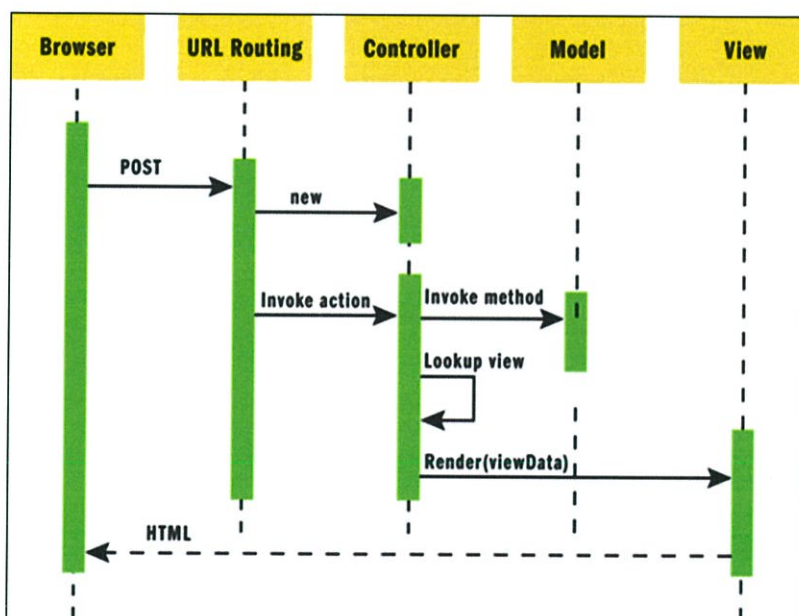 Browser
URL Routing
Controller
Model
View
POST
new
Invoke action
Invoke method
Lookup view
Render(viewData)
HTML